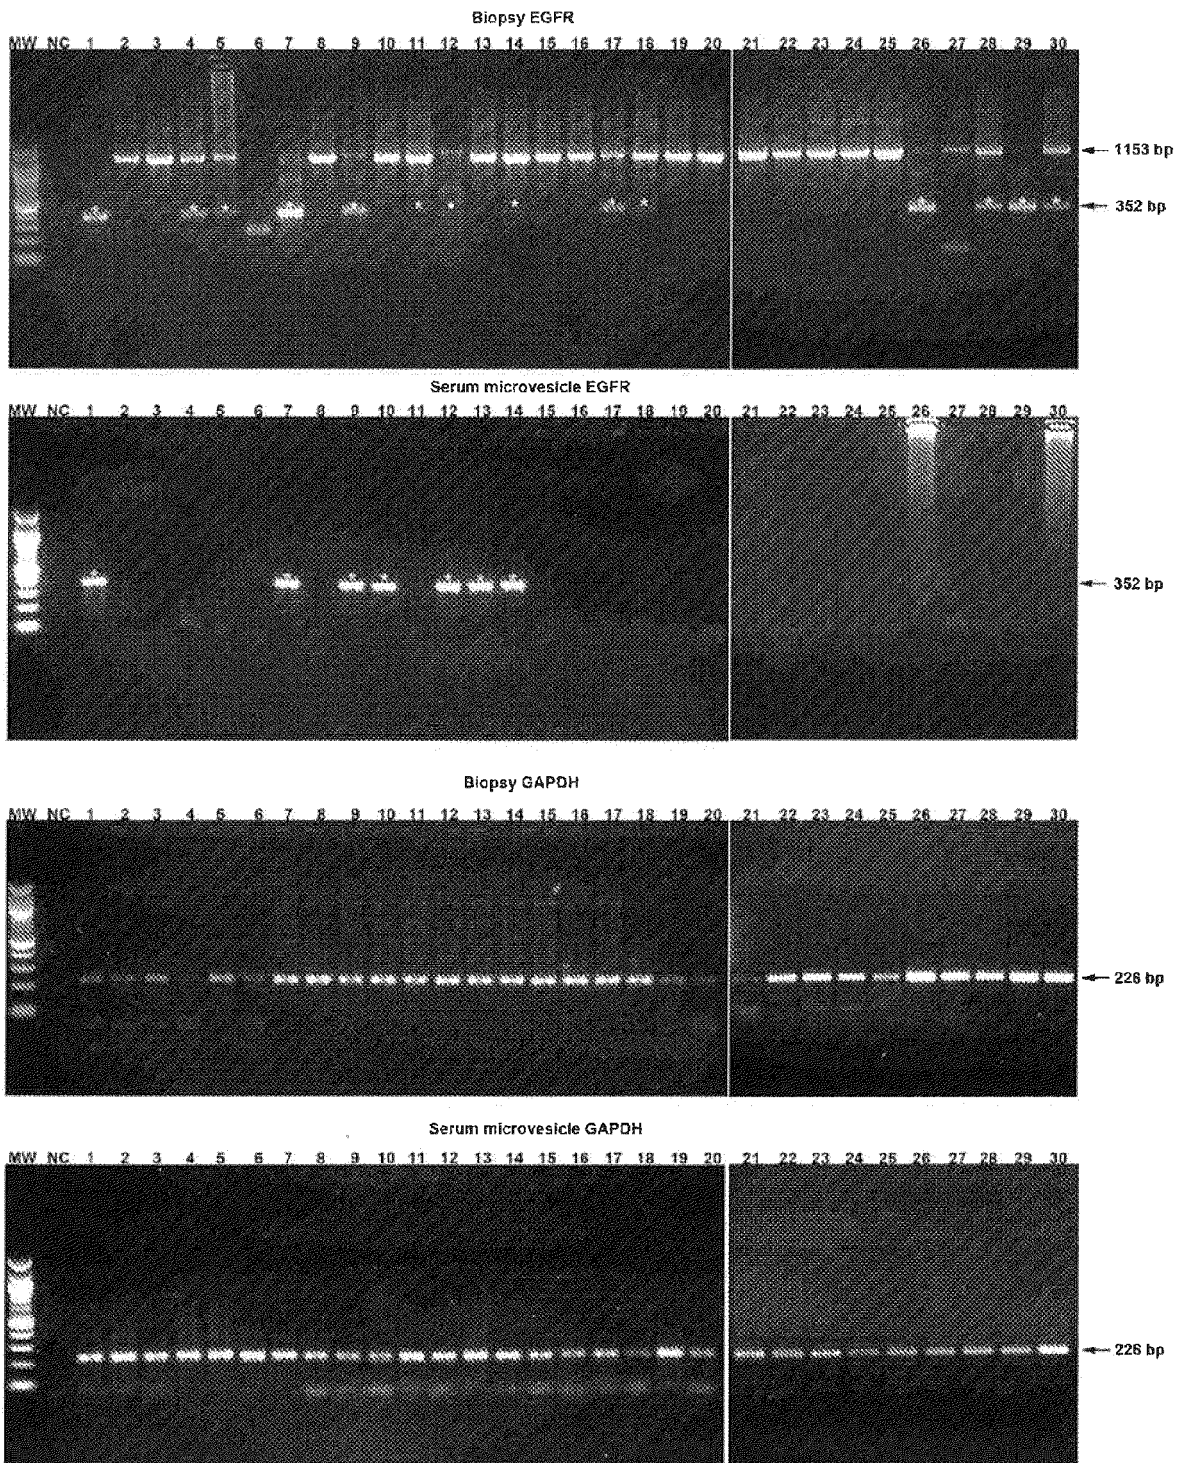 Biopsy EGFR
MW NC 1 2 3 4 5 6 7 8 9 10 11 12 13 14 15 16 17 18 19 20 21 22 23 24 25 26 27 28 29 30
1153 bp
352 bp
Serum microvesicle EGFR
MW NC 1 2 3 4 5 6 7 8 9 10 11 12 13 14 15 16 17 18 19 20 21 22 23 24 25 26 27 28 29 30
352 bp
Biopsy GAPDH
MW NC 1 2 3 4 5 6 7 8 9 10 11 12 13 14 15 16 17 18 19 20 21 22 23 24 25 26 27 28 29 30
226 bp
Serum microvesicle GAPDH
MW NC 1 2 3 4 5 6 7 8 9 10 11 12 13 14 15 16 17 18 19 20 21 22 23 24 25 26 27 28 29 30
226 bp